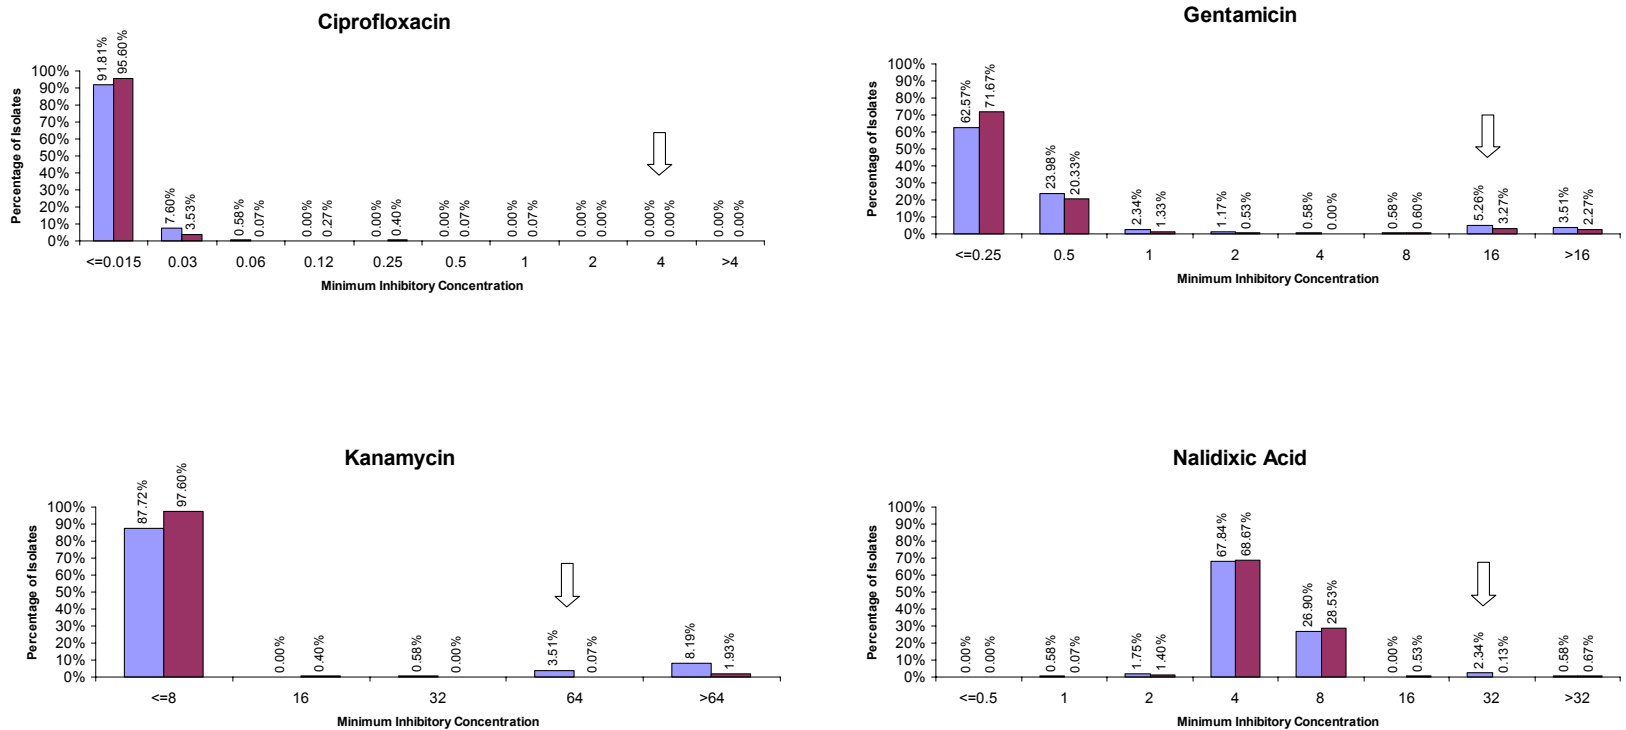 Ciprofloxacin
Percentage of Isolates
100%
90%
80%
70%
60%
50%
40%
30%
20%
10%
0%
91.81% 95.60% 7.60% 3.53% 0.58% 0.07% 0.00% 0.27% 0.00% 0.40% 0.00% 0.07% 0.00% 0.07% 0.00% 0.00% 0.00% 0.00% 0.00% 0.00%
<=0.015 0.03 0.06 0.12 0.25 0.5 1 2 4 >4
Minimum Inhibitory Concentration
Gentamicin
Percentage of Isolates
100%
90%
80%
70%
60%
50%
40%
30%
20%
10%
0%
62.57% 71.67% 23.98% 20.33% 2.34% 1.33% 1.17% 0.53% 0.58% 0.00% 0.58% 0.60% 5.26% 3.27% 3.51% 2.27%
<=0.25 0.5 1 2 4 8 16 >16
Minimum Inhibitory Concentration
Kanamycin
Percentage of Isolates
100%
90%
80%
70%
60%
50%
40%
30%
20%
10%
0%
87.72% 97.60% 0.00% 0.40% 0.58% 0.00% 3.51% 0.07% 8.19% 1.93%
<=8 16 32 64 >64
Minimum Inhibitory Concentration
Nalidixic Acid
Percentage of Isolates
100%
90%
80%
70%
60%
50%
40%
30%
20%
10%
0%
0.00% 0.00% 0.58% 0.07% 1.75% 1.40% 67.84% 68.67% 26.90% 28.53% 0.00% 0.53% 2.34% 0.13% 0.58% 0.67%
<=0.5 1 2 4 8 16 32 >32
Minimum Inhibitory Concentration